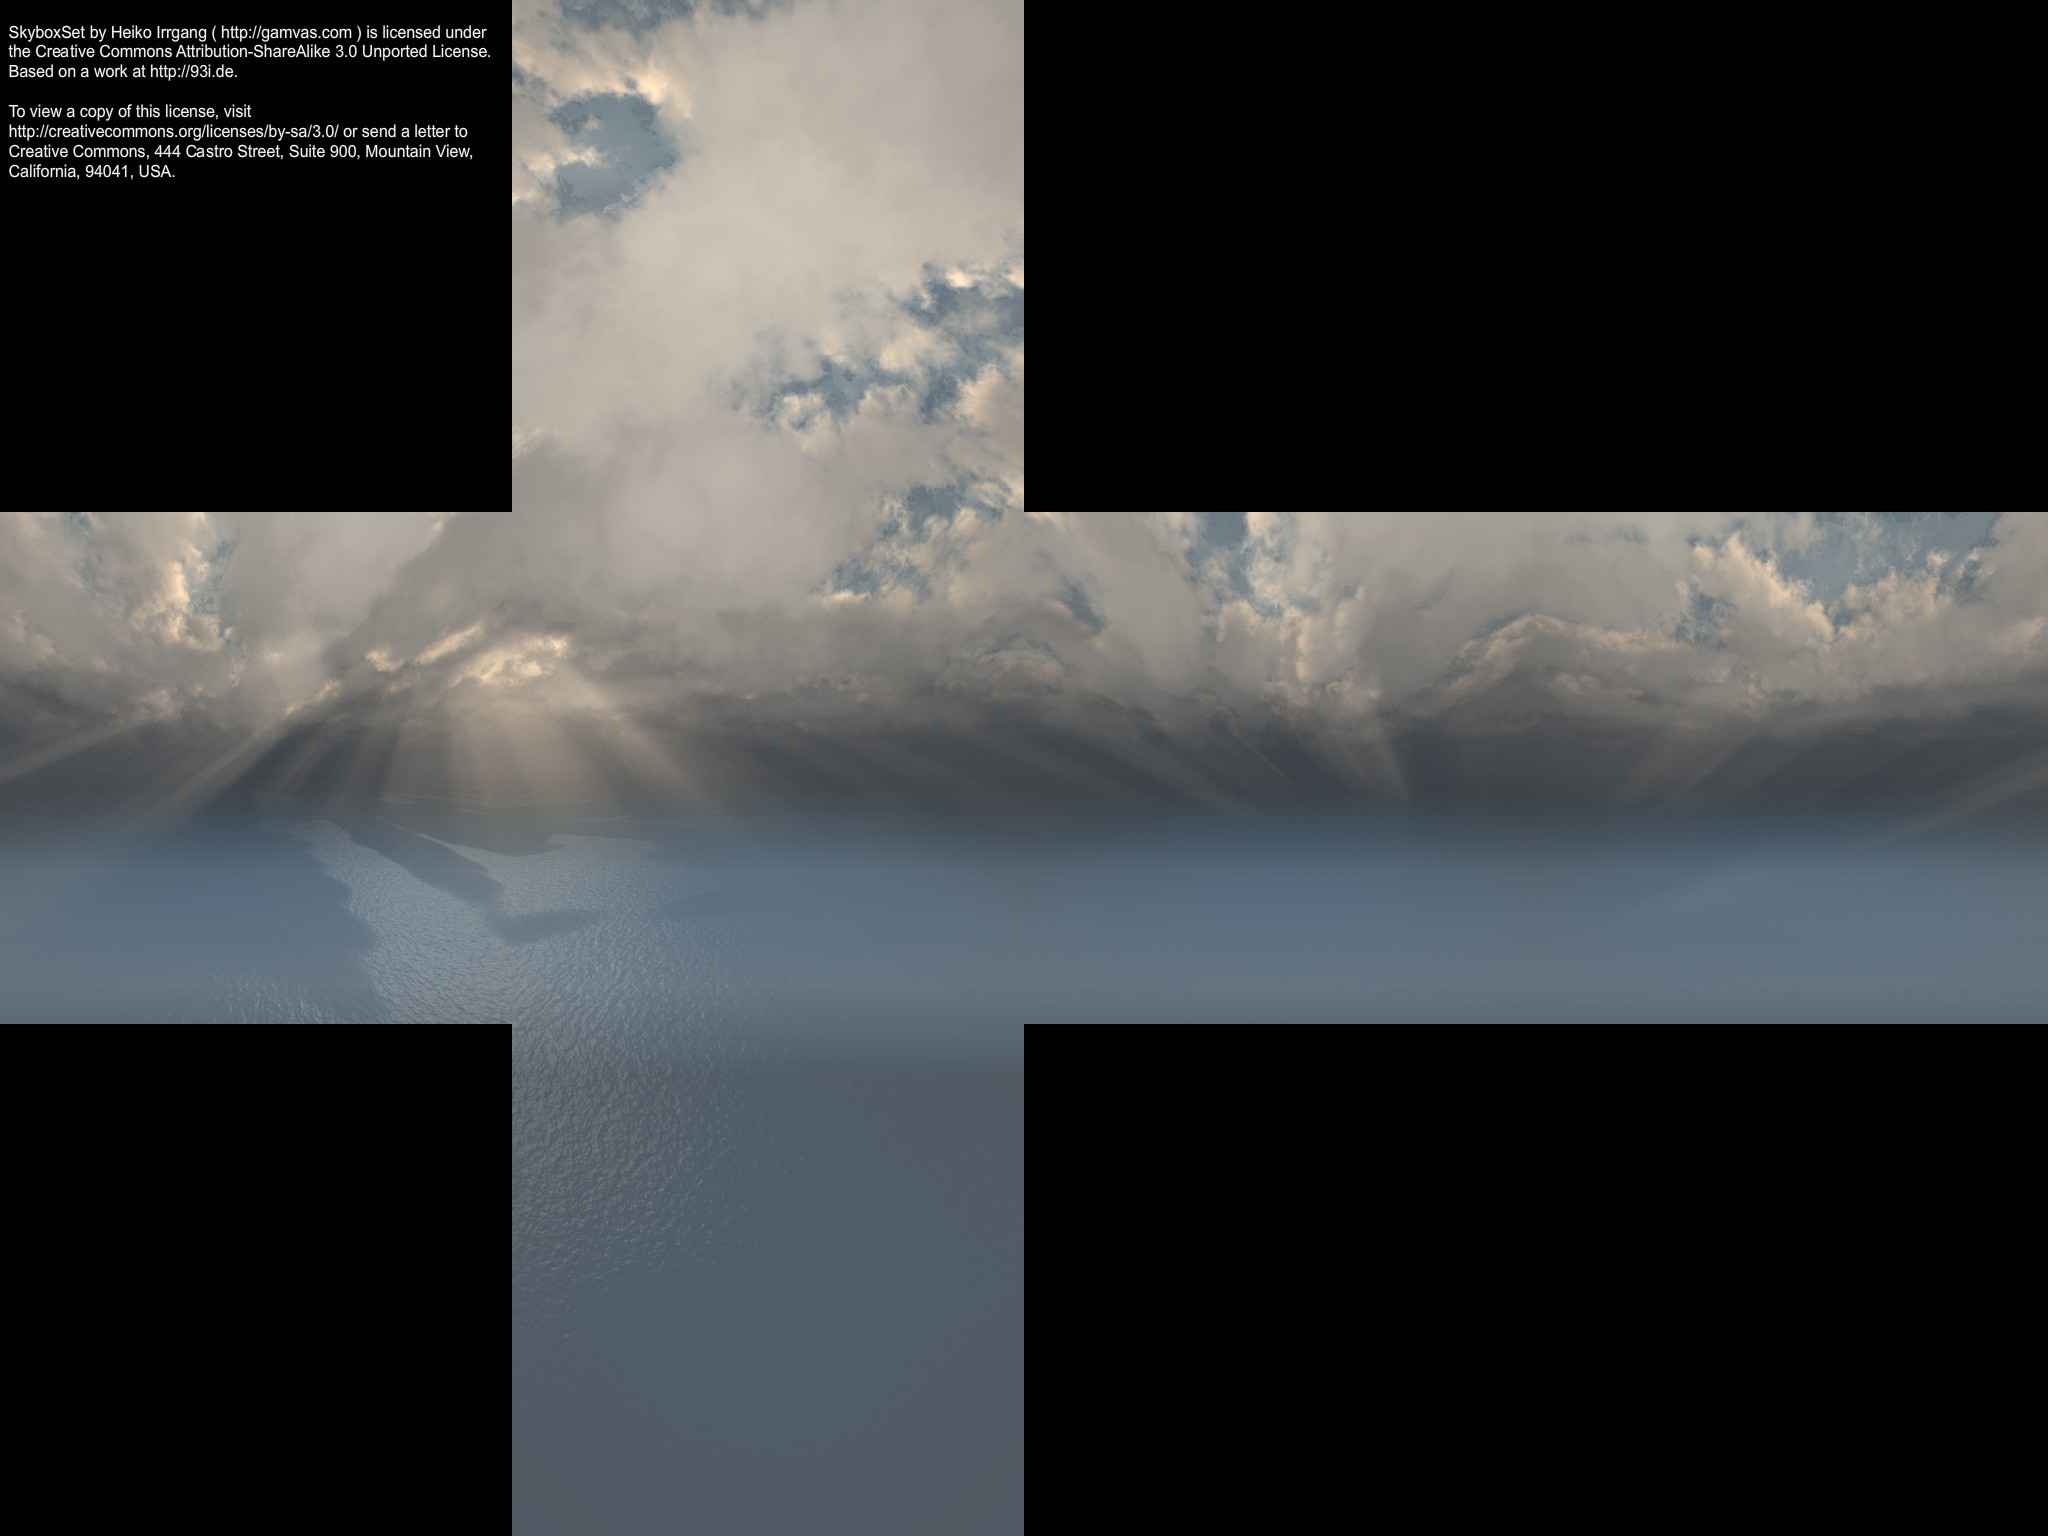 SkyboxSet by Heiko Irrgang ( http://gamvas.com ) is licensed under
the Creative Commons Attribution-ShareAlike 3.0 Unported License.
Based on a work at http://93i.de.
To view a copy of this license, visit
http://creativecommons.org/licenses/by-sa/3.0/ or send a letter to
Creative Commons, 444 Castro Street, Suite 900, Mountain View,
California, 94041, USA.